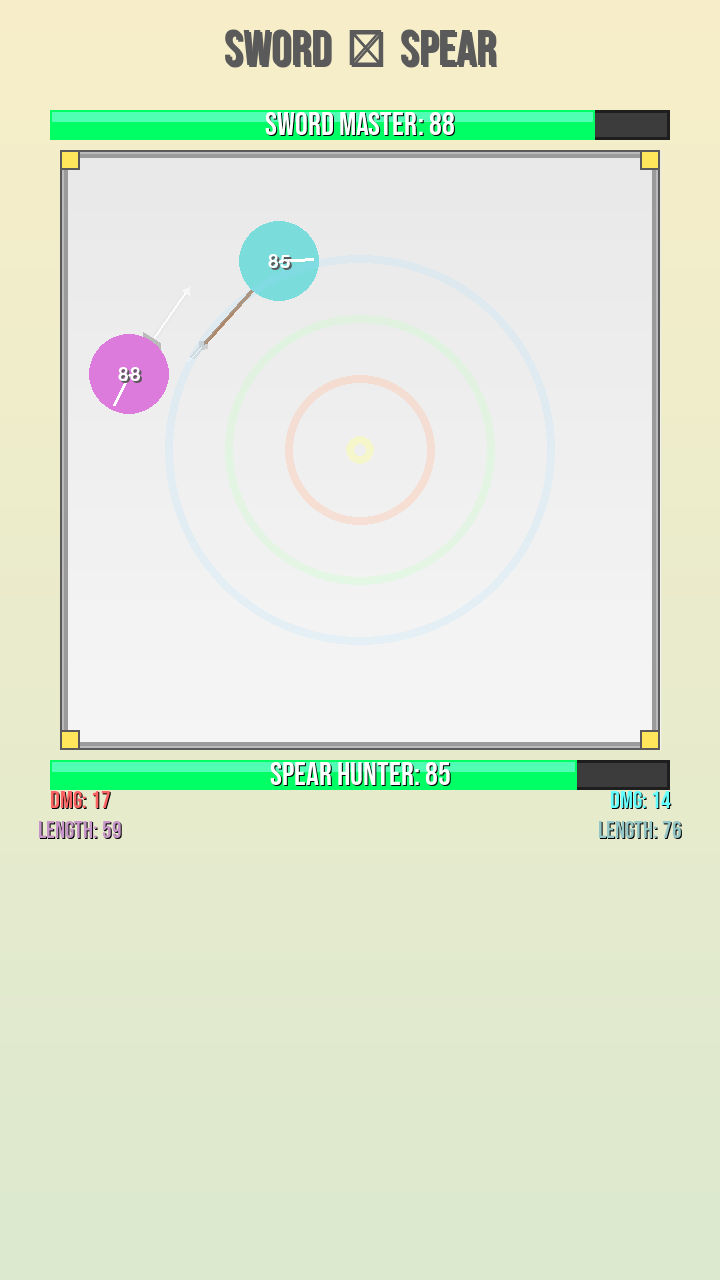 SWORD ☒ SPEAR
SWORD MASTER: 88
85
88
SPEAR HUNTER: 85
DMG: 17
DMG: 14
LENGTH: 59
LENGTH: 76